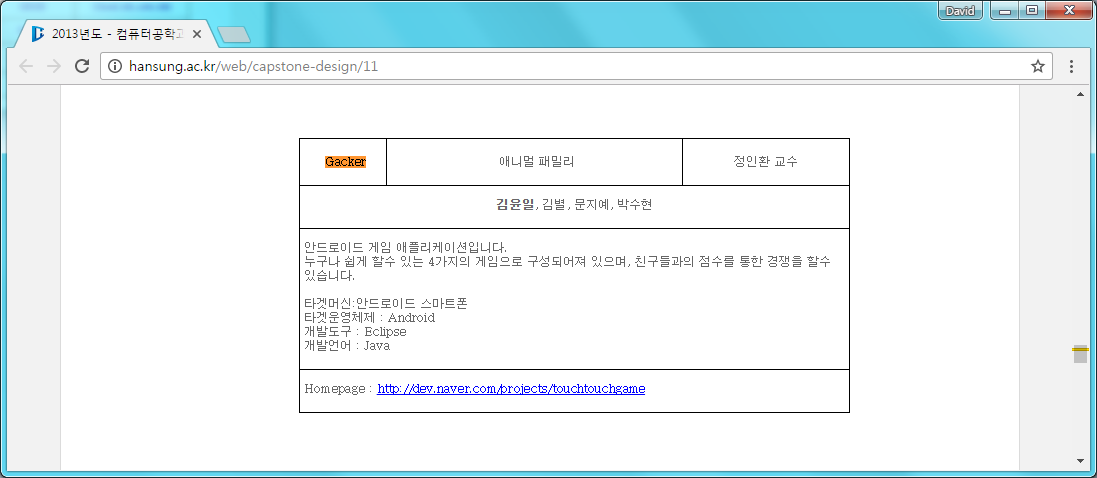 David
2013년도 - 컴퓨터공학과
hansung.ac.kr/web/capstone-design/11
Gacker
애니멀 패밀리
정인환 교수
김윤일, 김별, 문지예, 박수현
안드로이드 게임 애플리케이션입니다.
누구나 쉽게 할수 있는 4가지의 게임으로 구성되어져 있으며, 친구들과의 점수를 통한 경쟁을 할수
있습니다.
타겟머신:안드로이드 스마트폰
타겟운영체제 : Android
개발도구 : Eclipse
개발언어 : Java
Homepage : http://dev.naver.com/projects/touchtouchgame